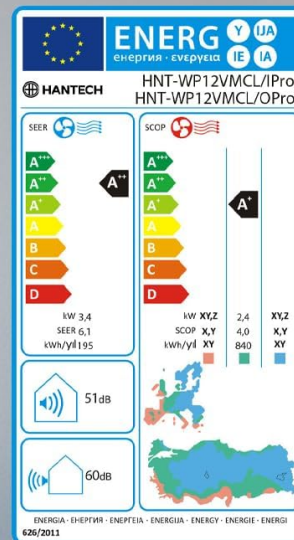 ENERG Y IJA
енергия · ενεργεια IE IA
HANTECH
HNT-WP12VMCL/IPro
HNT-WP12VMCL/OPro
SEER SCOP
A+++ A+++
A++ A++ A++
A+ A+ A+
A A
B B
C C
D D
kW 3,4 kW XY,Z 2,4 XY,Z
SEER 6,1 SCOP X,Y 4,0 X,Y
kWh/yıl 195 kWh/yıl XY 840 XY
51dB
60dB
ENERGIA · ЕНЕРГИЯ · ΕΝΕΡΓΕΙΑ · ENERGIJA · ENERGY · ENERGIE · ENERGI
626/2011